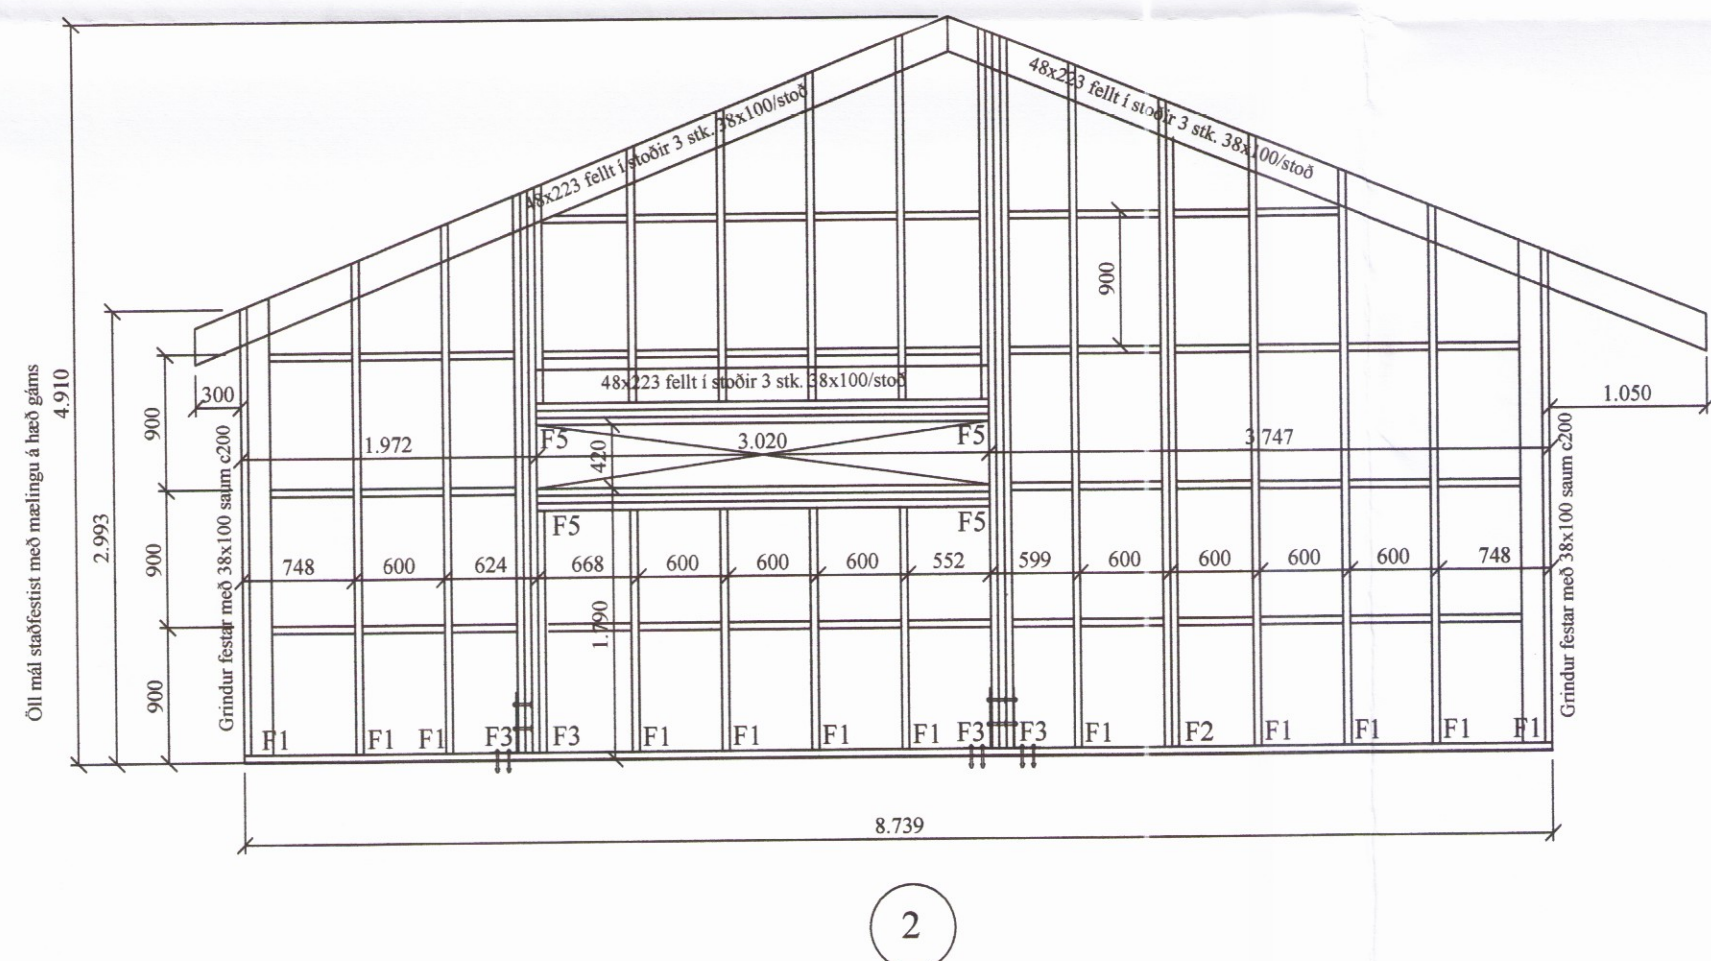 48x223 fellt í stoðir 3 stk. 38x100/stoð
48x223 fellt í stoðir 3 stk. 38x100/stoð
900
48x223 fellt í stoðir 3 stk. 38x100/stoð
Öll mál staðfestist með mælingu á hæð gáms
4.910
2.993
900
900
900
300
1.050
Grindur festar með 38x100 saum c200
Grindur festar með 38x100 saum c200
1.972
F5
420
3.020
F5
3.747
F5
F5
748
600
624
668
600
600
600
552
599
600
600
600
600
748
1.790
F1
F1
F1
F3
F3
F1
F1
F1
F1
F3
F3
F1
F2
F1
F1
F1
F1
8.739
2